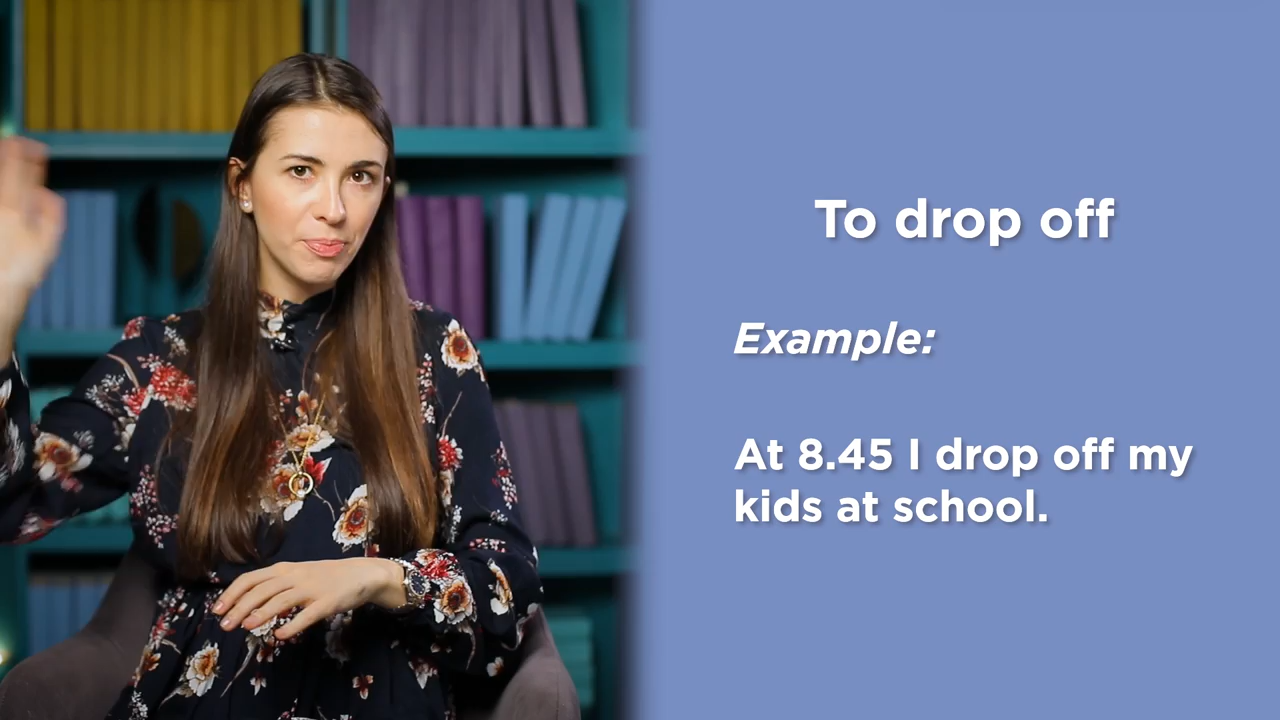 To drop off
Example:
At 8.45 I drop off my
kids at school.